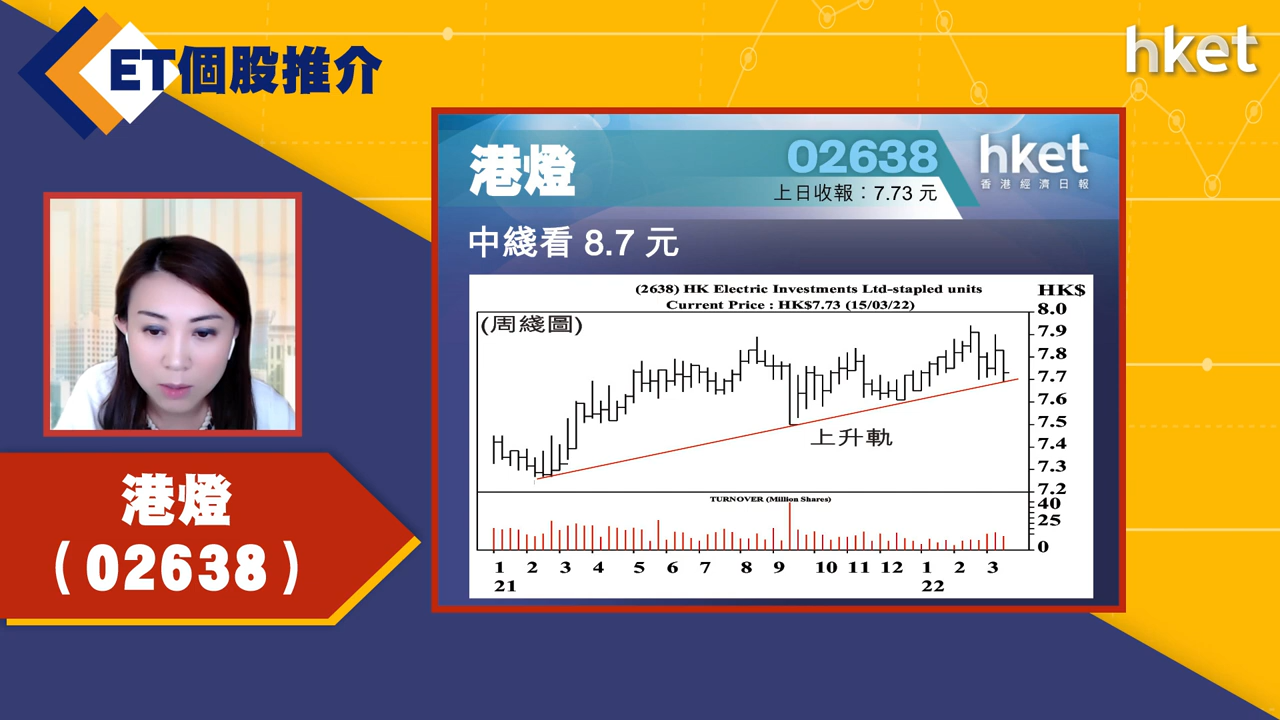 ET個股推介
hket
港燈
02638
上日收報：7.73 元
hket
香港經濟日報
中綫看 8.7 元
(2638) HK Electric Investments Ltd-stapled units
Current Price : HK$7.73 (15/03/22)
HK$
(周綫圖)
8.0
7.9
7.8
7.7
7.6
7.5
7.4
7.3
7.2
上升軌
TURNOVER (Million Shares)
40
25
0
1 2 3 4 5 6 7 8 9 10 11 12 1 2 3
21 22
港燈
（02638）